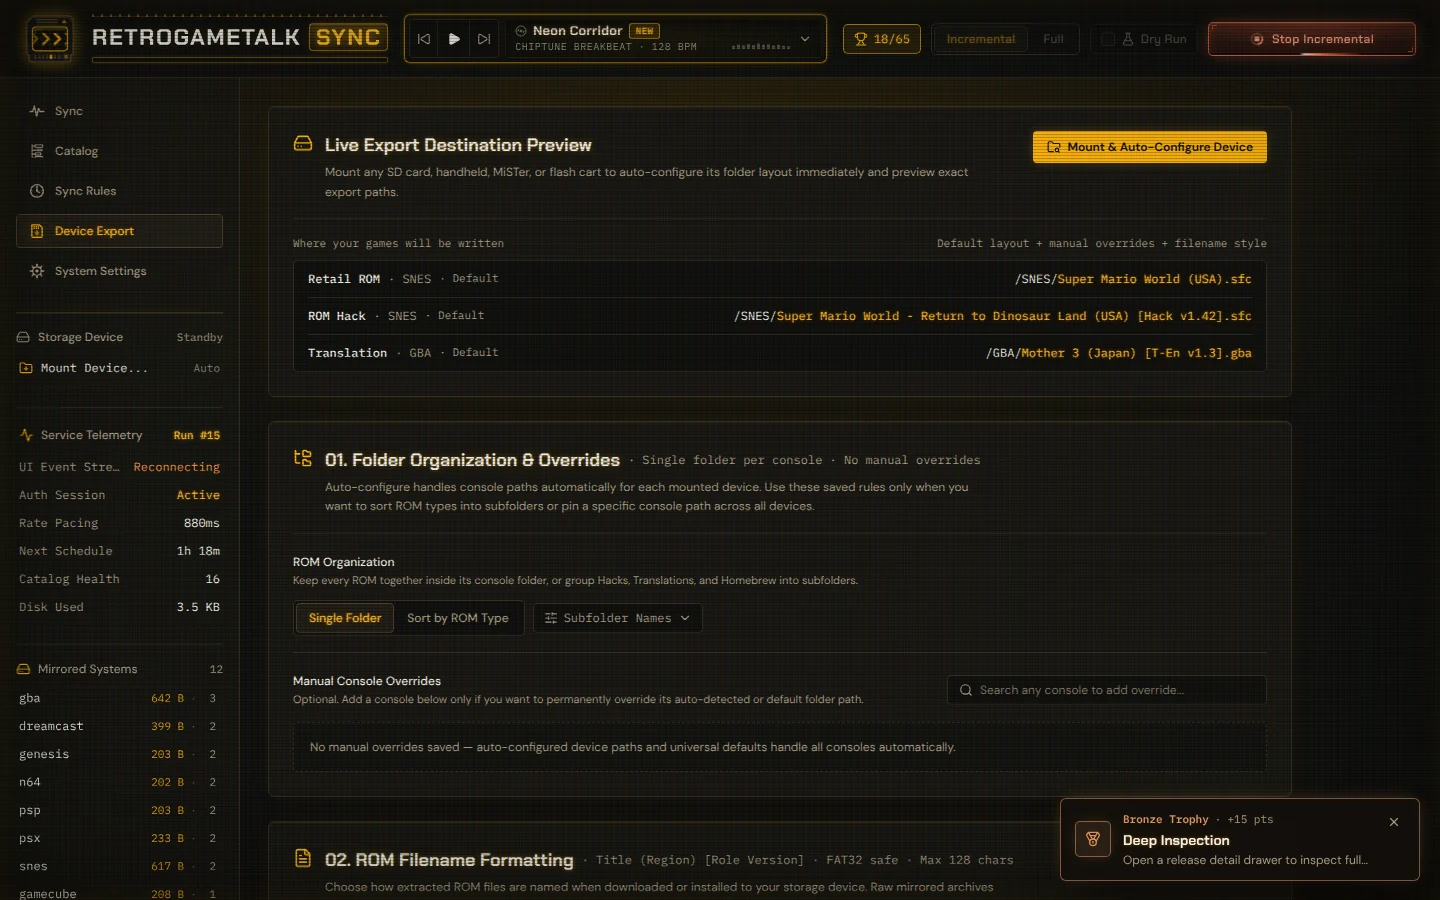 RETROGAMETALK SYNC
Neon Corridor NEW
CHIPTUNE BREAKBEAT · 128 BPM
18/65
Incremental Full
Dry Run
Stop Incremental
Sync
Catalog
Sync Rules
Device Export
System Settings
Storage Device Standby
Mount Device... Auto
Service Telemetry Run #15
UI Event Stre… Reconnecting
Auth Session Active
Rate Pacing 880ms
Next Schedule 1h 18m
Catalog Health 16
Disk Used 3.5 KB
Mirrored Systems 12
gba 642 B · 3
dreamcast 399 B · 2
genesis 203 B · 2
n64 202 B · 2
psp 203 B · 2
psx 233 B · 2
snes 617 B · 2
gamecube 208 B · 1
Live Export Destination Preview
Mount & Auto-Configure Device
Mount any SD card, handheld, MiSTer, or flash cart to auto-configure its folder layout immediately and preview exact
export paths.
Where your games will be written Default layout + manual overrides + filename style
Retail ROM · SNES · Default /SNES/Super Mario World (USA).sfc
ROM Hack · SNES · Default /SNES/Super Mario World - Return to Dinosaur Land (USA) [Hack v1.42].sfc
Translation · GBA · Default /GBA/Mother 3 (Japan) [T-En v1.3].gba
01. Folder Organization & Overrides · Single folder per console · No manual overrides
Auto-configure handles console paths automatically for each mounted device. Use these saved rules only when you
want to sort ROM types into subfolders or pin a specific console path across all devices.
ROM Organization
Keep every ROM together inside its console folder, or group Hacks, Translations, and Homebrew into subfolders.
Single Folder Sort by ROM Type Subfolder Names
Manual Console Overrides
Optional. Add a console below only if you want to permanently override its auto-detected or default folder path.
Search any console to add override...
No manual overrides saved — auto-configured device paths and universal defaults handle all consoles automatically.
02. ROM Filename Formatting · Title (Region) [Role Version] · FAT32 safe · Max 128 chars
Choose how extracted ROM files are named when downloaded or installed to your storage device. Raw mirrored archives
Bronze Trophy · +15 pts
Deep Inspection
Open a release detail drawer to inspect full…